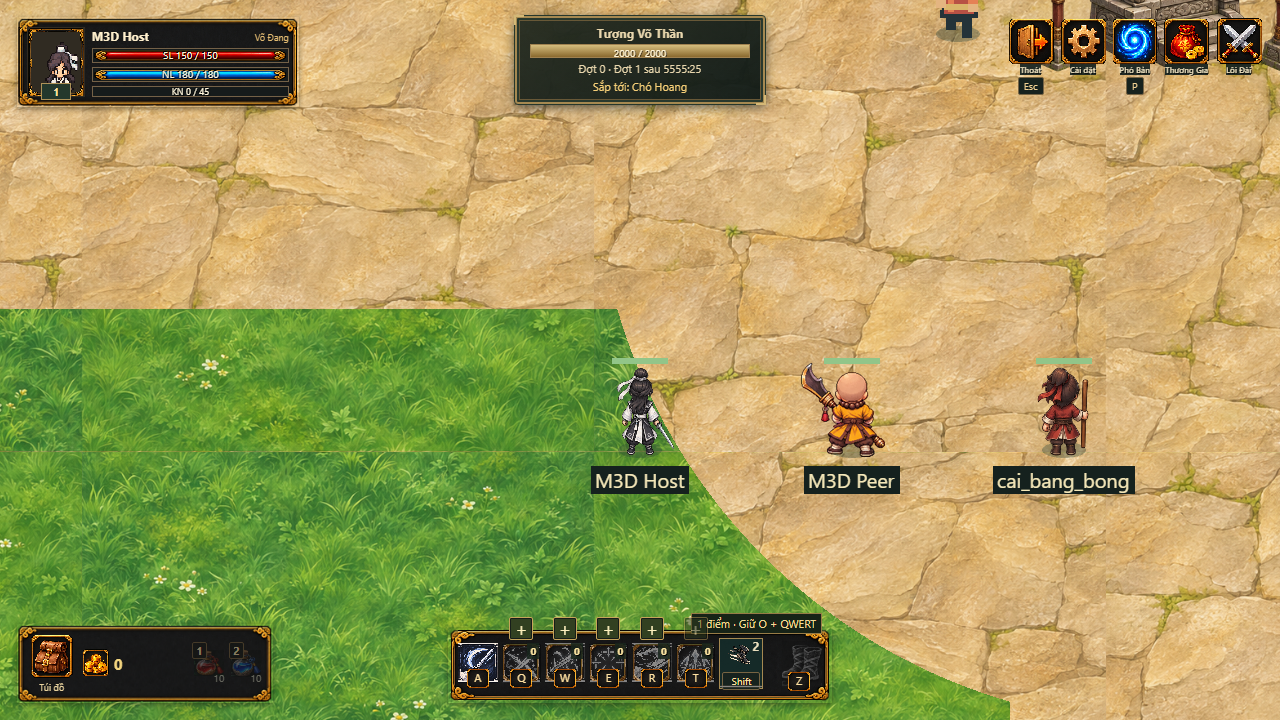 M3D Host
Võ Đang
SL 150 / 150
NL 180 / 180
KN 0 / 45
1
Tượng Võ Thần
2000 / 2000
Đợt 0 · Đợt 1 sau 5555:25
Sắp tới: Chó Hoang
Thoát
Cài đặt
Phó Bản
Thương Gia
Lôi Đài
Esc
P
M3D Host
M3D Peer
cai_bang_bong
Túi đồ
0
1
10
2
10
+
+
+
+
+
1 điểm · Giữ O + QWERT
A
0
Q
0
W
0
E
0
R
0
T
2
Shift
Z